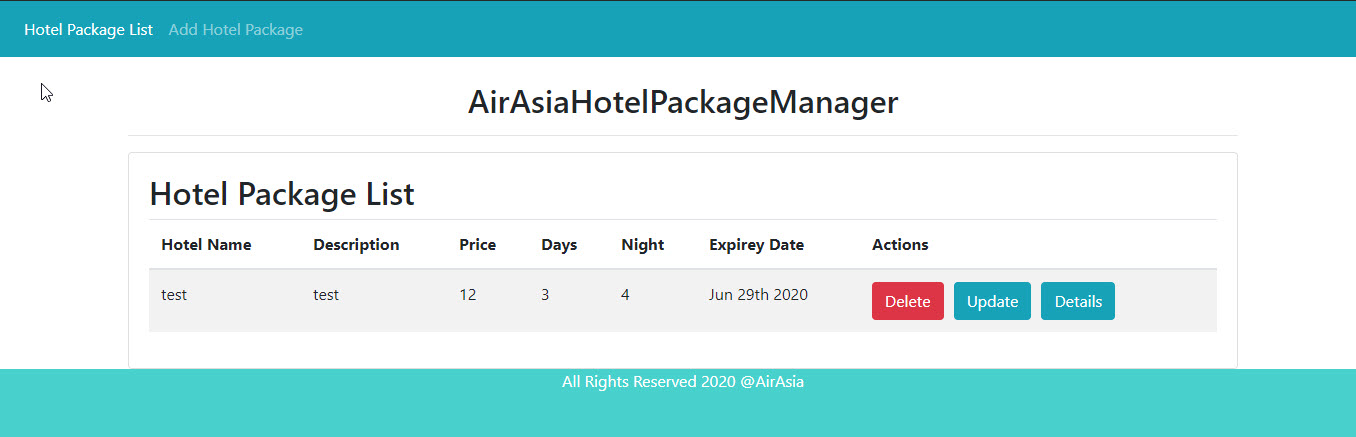 Hotel Package List Add Hotel Package
AirAsiaHotelPackageManager
Hotel Package List
Hotel Name Description Price Days Night Expirey Date Actions
test test 12 3 4 Jun 29th 2020 Delete Update Details
All Rights Reserved 2020 @AirAsia